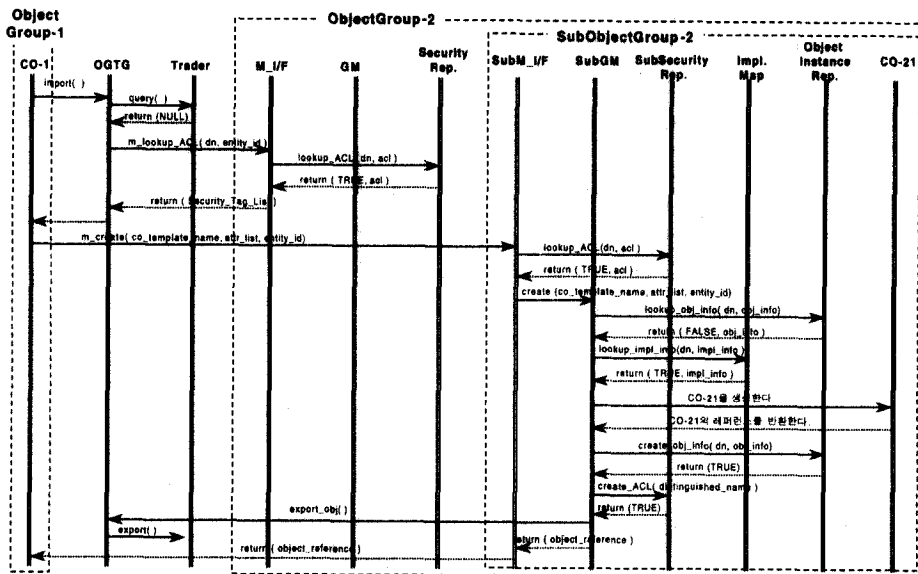 Object
Group-1
ObjectGroup-2
SubObjectGroup-2
CO-1
OGTG
Trader
M_I/F
GM
Security
Rep.
SubM_I/F
SubGM
SubSecurity
Rep.
Impl.
Map
Object
Instance
Rep.
CO-21
import( )
query( )
return (NULL)
m_lookup_ACL( dn, entity_id )
lookup_ACL(dn, acl )
return ( TRUE, acl )
return ( Security_Tag_List )
m_create( co_template_name, attr_list, entity_id)
lookup_ACL(dn, acl )
return ( TRUE, acl )
create (co_template_name, attr_list, entity_id)
lookup_obj_info( dn, obj_info)
return ( FALSE, obj_info )
lookup_impl_info(dn, impl_info )
return ( TRUE, impl_info )
CO-21을 생성한다
CO-21의 레퍼런스를 반환한다.
create_obj_info( dn, obj_info)
return (TRUE)
create_ACL( distinguished_name )
return (TRUE)
export_obj( )
export( )
return ( object_reference )
return ( object_reference )